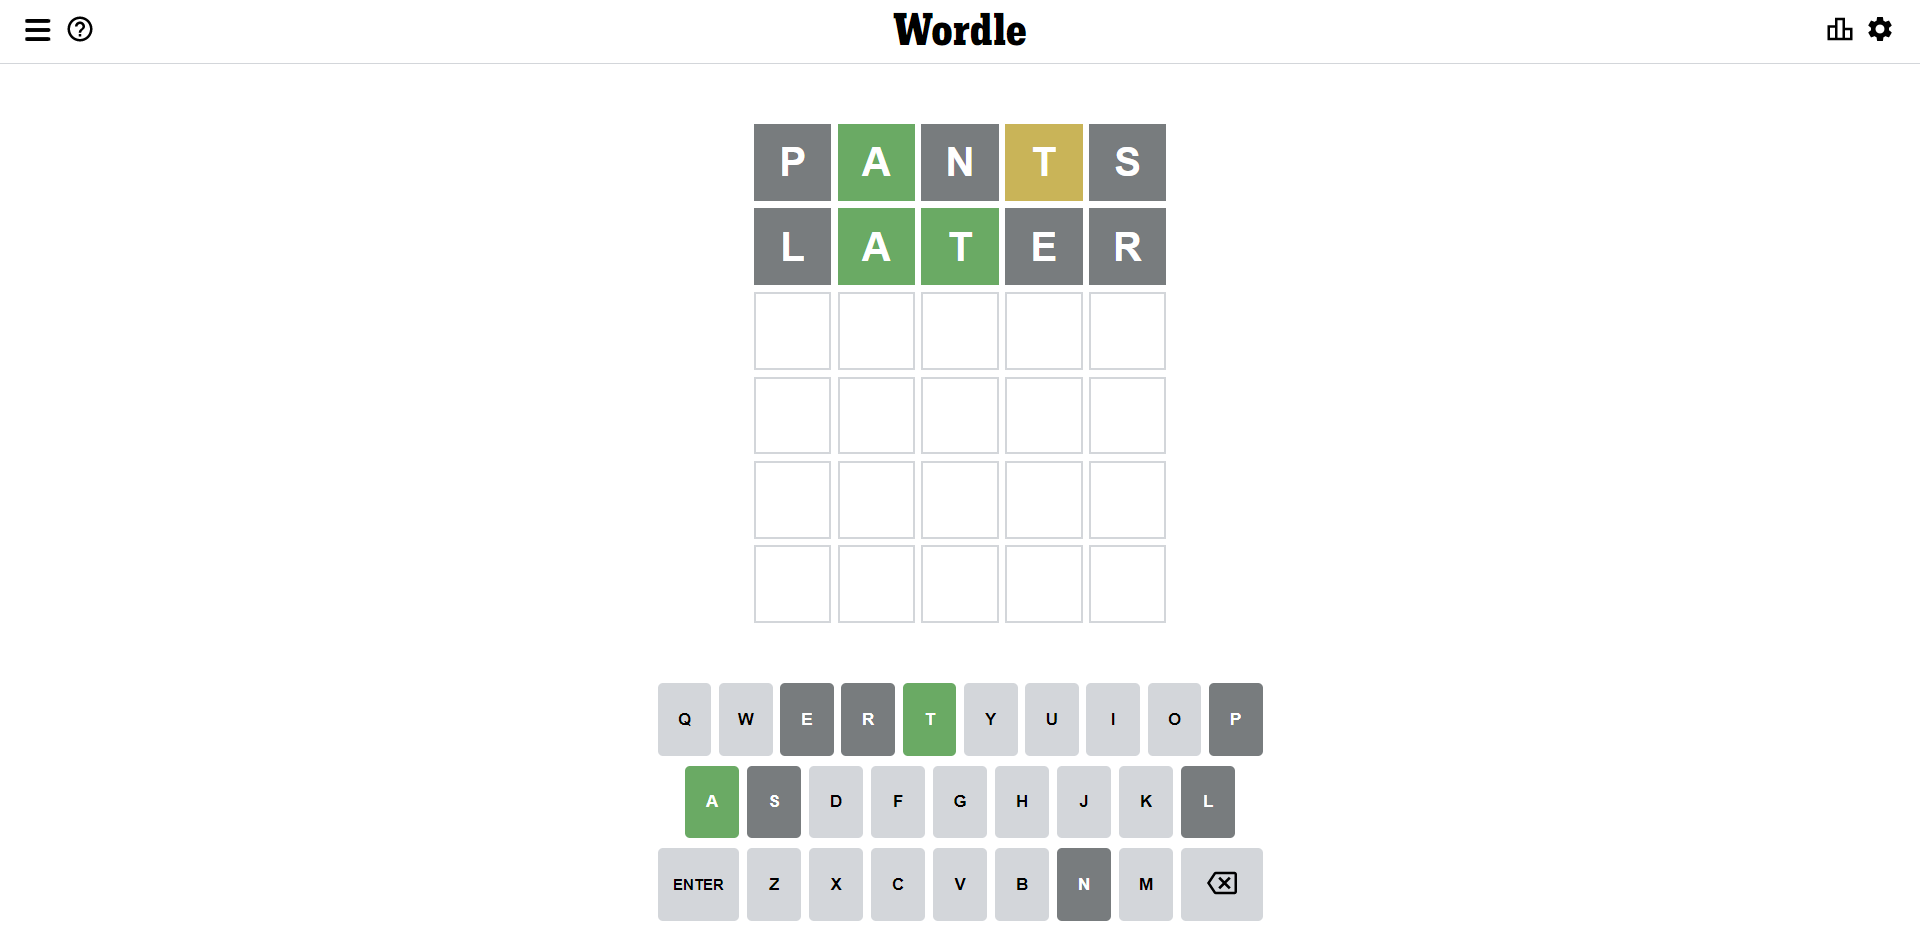 Wordle
P A N T S
L A T E R
Q W E R T Y U I O P
A S D F G H J K L
ENTER Z X C V B N M